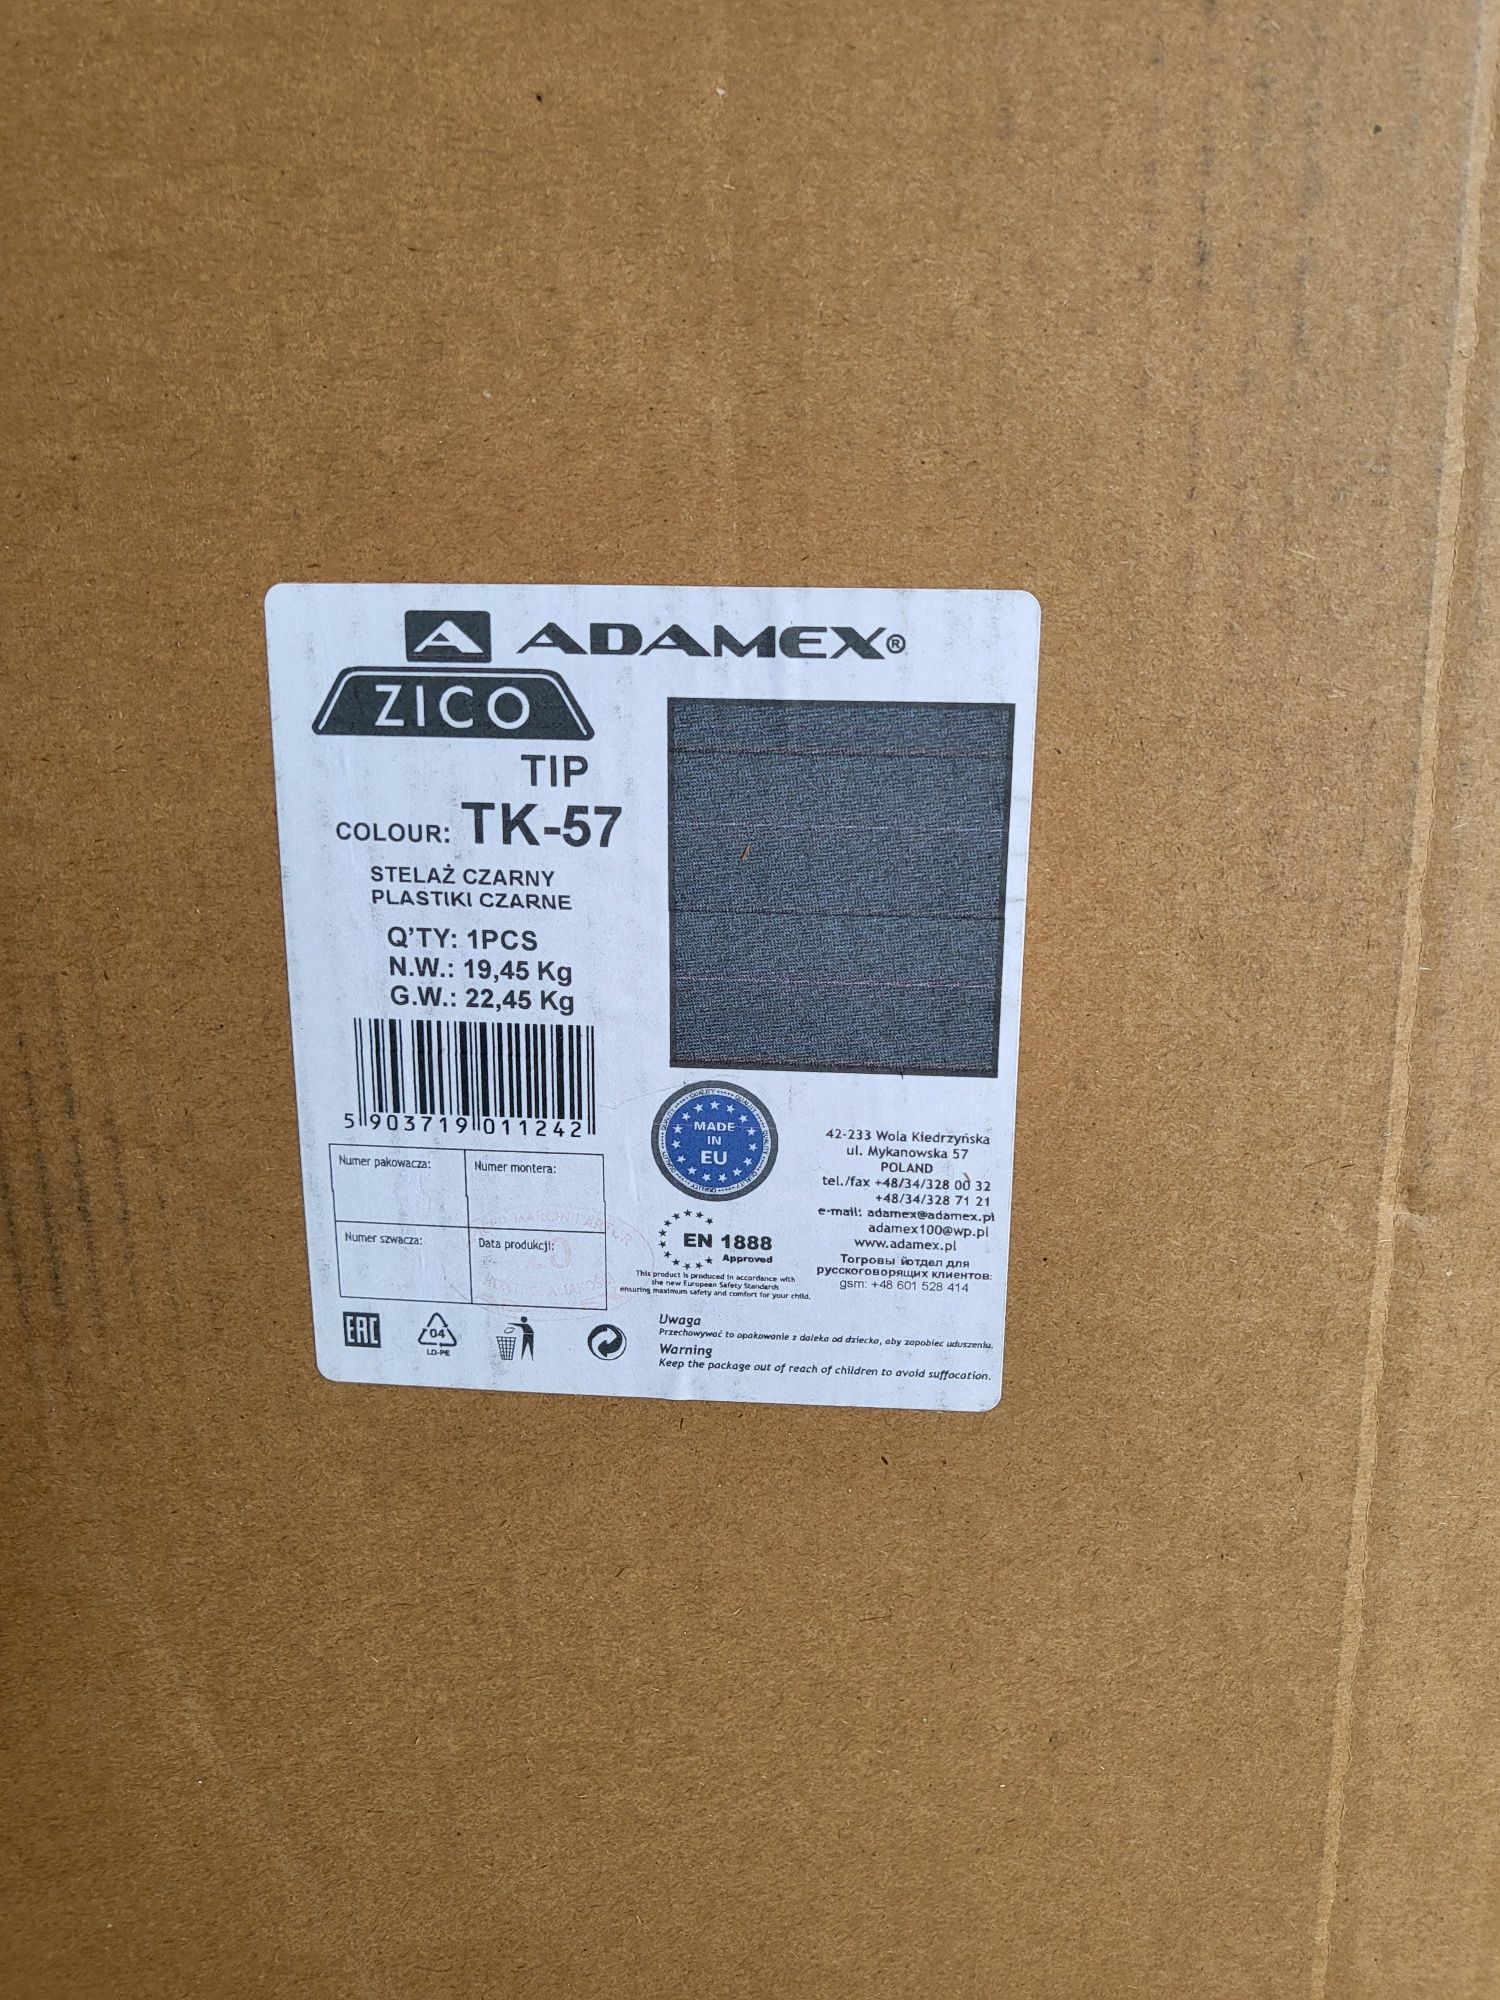 A ADAMEX®
ZICO
TIP
COLOUR: TK-57
STELAŻ CZARNY
PLASTIKI CZARNE
Q'TY: 1PCS
N.W.: 19,45 Kg
G.W.: 22,45 Kg
5 903719 011242
Numer pakowacza:
Numer montera:
Numer szwacza:
Data produkcji:
EAC
04
LD-PE
QUALITY
MADE
IN
EU
EN 1888
Approved
This product is produced in accordance with
the new European Safety Standards
ensuring maximum safety and comfort for your child.
42-233 Wola Kiedrzyńska
ul. Mykanowska 57
POLAND
tel./fax +48/34/328 00 32
+48/34/328 71 21
e-mail: adamex@adamex.pl
adamex100@wp.pl
www.adamex.pl
Тогровы йотдел для
русскоговорящих клиентов:
gsm: +48 601 528 414
Uwaga
Przechowywać to opakowanie z daleka od dziecka, aby zapobiec uduszeniu.
Warning
Keep the package out of reach of children to avoid suffocation.